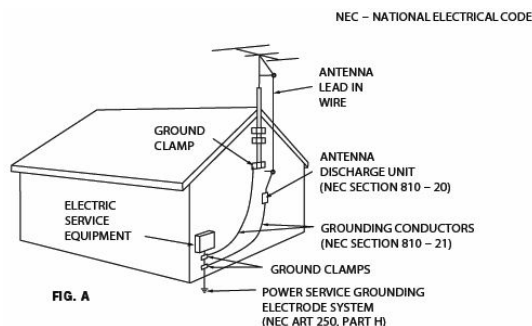 NEC – NATIONAL ELECTRICAL CODE
ANTENNA
LEAD IN
WIRE
GROUND
CLAMP
ANTENNA
DISCHARGE UNIT
(NEC SECTION 810 – 20)
ELECTRIC
SERVICE
EQUIPMENT
GROUNDING CONDUCTORS
(NEC SECTION 810 – 21)
GROUND CLAMPS
FIG. A
POWER SERVICE GROUNDING
ELECTRODE SYSTEM
(NEC ART 250, PART H)